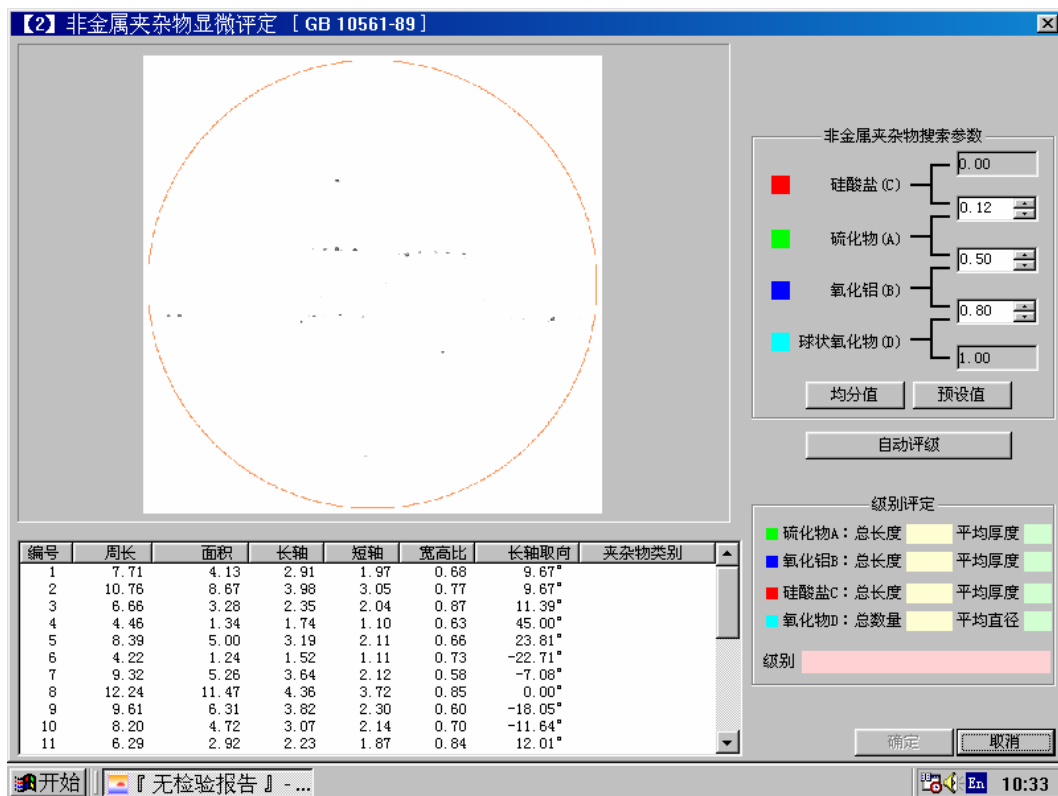 【2】非金属夹杂物显微评定 [ GB 10561-89 ]
非金属夹杂物搜索参数
0.00
硅酸盐(C)
0.12
硫化物(A)
0.50
氧化铝(B)
0.80
球状氧化物(D)
1.00
均分值 预设值
自动评级
级别评定
硫化物A：总长度 平均厚度
氧化铝B：总长度 平均厚度
硅酸盐C：总长度 平均厚度
氧化物D：总数量 平均直径
级别
编号 周长 面积 长轴 短轴 宽高比 长轴取向 夹杂物类别
1 7.71 4.13 2.91 1.97 0.68 9.67°
2 10.76 8.67 3.98 3.05 0.77 9.67°
3 6.66 3.28 2.35 2.04 0.87 11.39°
4 4.46 1.34 1.74 1.10 0.63 45.00°
5 8.39 5.00 3.19 2.11 0.66 23.81°
6 4.22 1.24 1.52 1.11 0.73 -22.71°
7 9.32 5.26 3.64 2.12 0.58 -7.08°
8 12.24 11.47 4.36 3.72 0.85 0.00°
9 9.61 6.31 3.82 2.30 0.60 -18.05°
10 8.20 4.72 3.07 2.14 0.70 -11.64°
11 6.29 2.92 2.23 1.87 0.84 12.01°
确定 取消
开始 『 无检验报告 』 - ... En 10:33